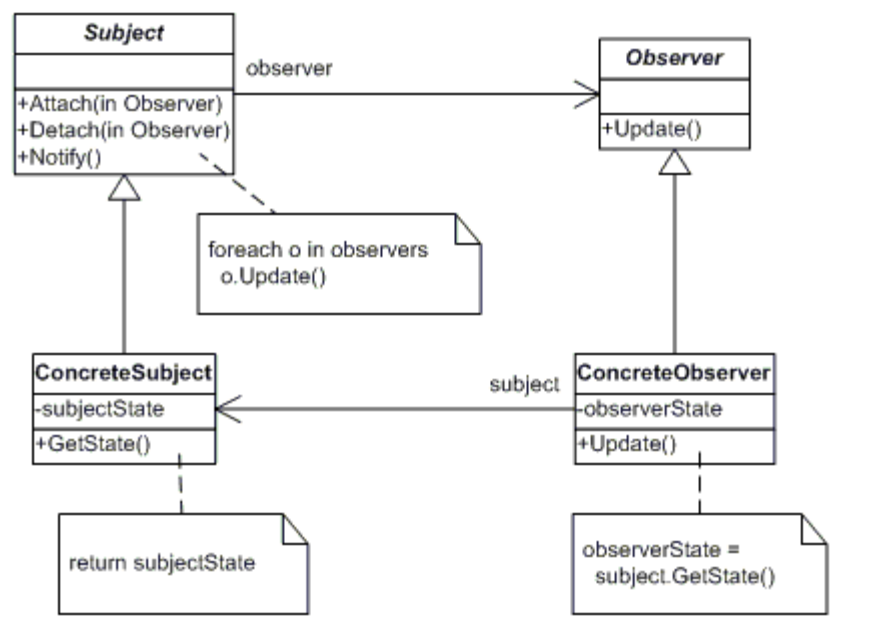 Subject
+Attach(in Observer)
+Detach(in Observer)
+Notify()
observer
Observer
+Update()
foreach o in observers
o.Update()
ConcreteSubject
-subjectState
+GetState()
subject
ConcreteObserver
-observerState
+Update()
return subjectState
observerState =
subject.GetState()